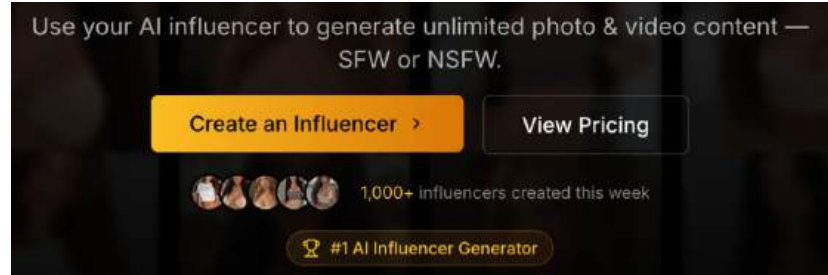 Use your AI influencer to generate unlimited photo & video content —
SFW or NSFW.
Create an Influencer ›
View Pricing
1,000+ influencers created this week
#1 AI Influencer Generator